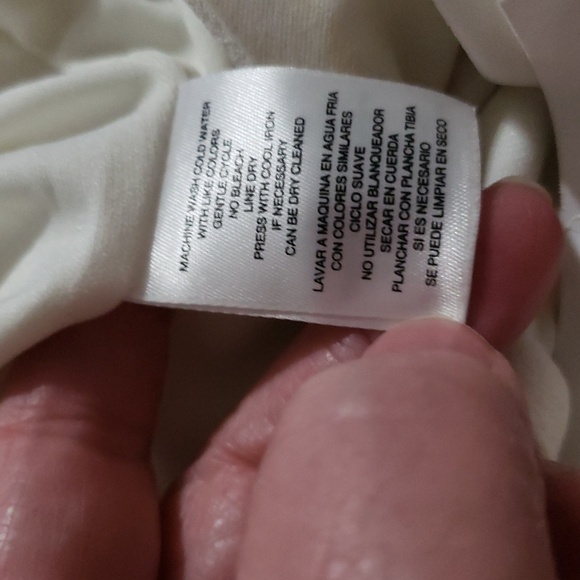 MACHINE WASH COLD WATER
WITH LIKE COLORS
GENTLE CYCLE
NO BLEACH
LINE DRY
PRESS WITH COOL IRON
IF NECESSARY
CAN BE DRY CLEANED
LAVAR A MAQUINA EN AGUA FRIA
CON COLORES SIMILARES
CICLO SUAVE
NO UTILIZAR BLANQUEADOR
SECAR EN CUERDA
PLANCHAR CON PLANCHA TIBIA
SI ES NECESARIO
SE PUEDE LIMPIAR EN SECO